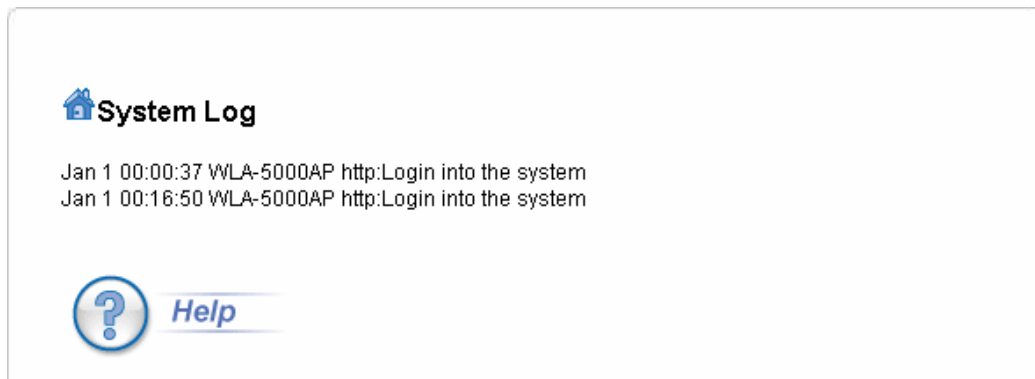 System Log
Jan 1 00:00:37 WLA-5000AP http:Login into the system
Jan 1 00:16:50 WLA-5000AP http:Login into the system
? Help